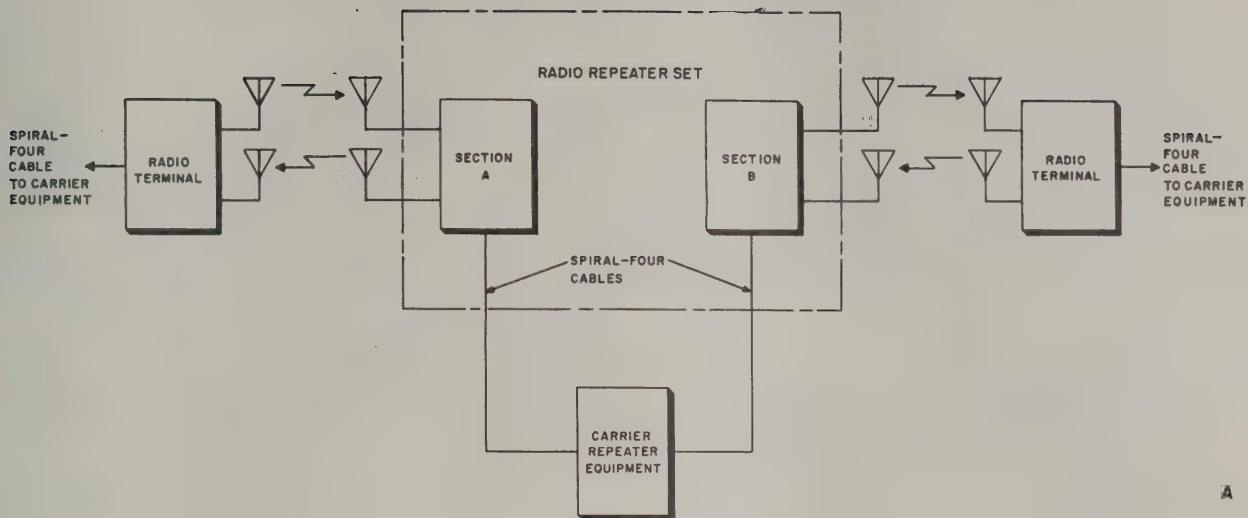 RADIO REPEATER SET
SPIRAL-
FOUR
CABLE
TO CARRIER
EQUIPMENT
RADIO
TERMINAL
SECTION
A
SECTION
B
RADIO
TERMINAL
SPIRAL-
FOUR
CABLE
TO CARRIER
EQUIPMENT
SPIRAL-FOUR
CABLES
CARRIER
REPEATER
EQUIPMENT
A